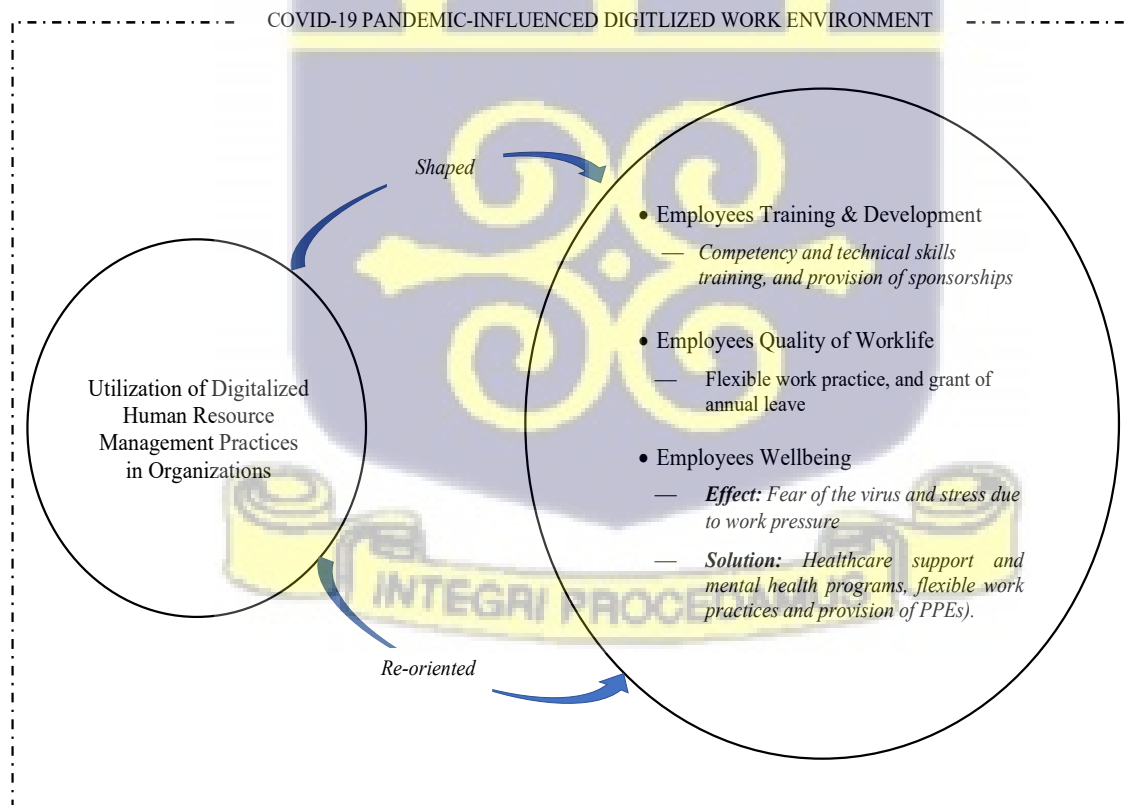 COVID-19 PANDEMIC-INFLUENCED DIGITLIZED WORK ENVIRONMENT
Shaped
Utilization of Digitalized
Human Resource
Management Practices
in Organizations
• Employees Training & Development
— Competency and technical skills
training, and provision of sponsorships
• Employees Quality of Worklife
— Flexible work practice, and grant of
annual leave
• Employees Wellbeing
— Effect: Fear of the virus and stress due
to work pressure
— Solution: Healthcare support and
mental health programs, flexible work
practices and provision of PPEs).
Re-oriented
INTEGRI PROCEDAMUS